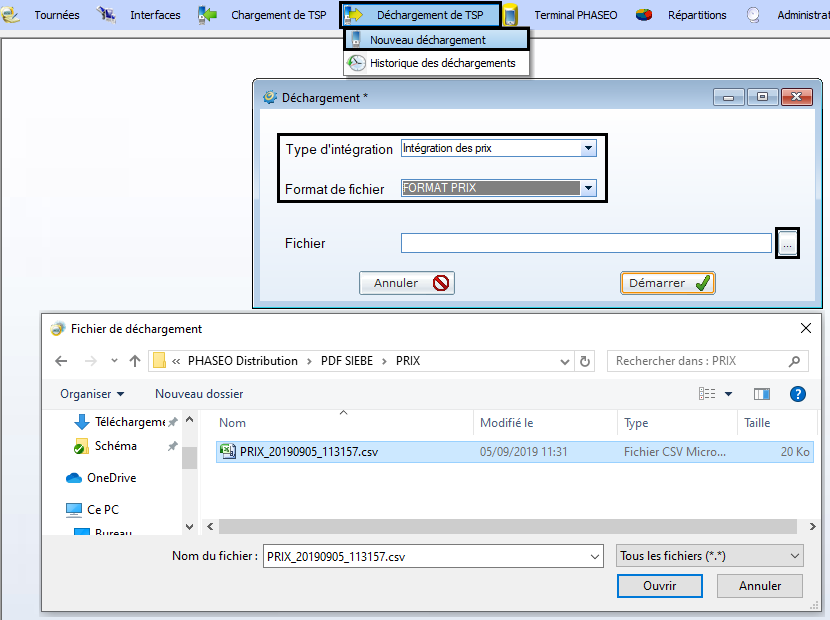 Tournées Interfaces Chargement de TSP Déchargement de TSP Terminal PHASEO Répartitions Administrat
Nouveau déchargement
Historique des déchargements
Déchargement *
Type d'intégration Intégration des prix
Format de fichier FORMAT PRIX
Fichier ...
Annuler Démarrer
Fichier de déchargement
« PHASEO Distribution › PDF SIEBE › PRIX Rechercher dans : PRIX
Organiser Nouveau dossier ?
Nom Modifié le Type Taille
Téléchargeme
PRIX_20190905_113157.csv 05/09/2019 11:31 Fichier CSV Micro... 20 Ko
Schéma
OneDrive
Ce PC
Bureau
Nom du fichier : PRIX_20190905_113157.csv Tous les fichiers (*.*)
Ouvrir Annuler